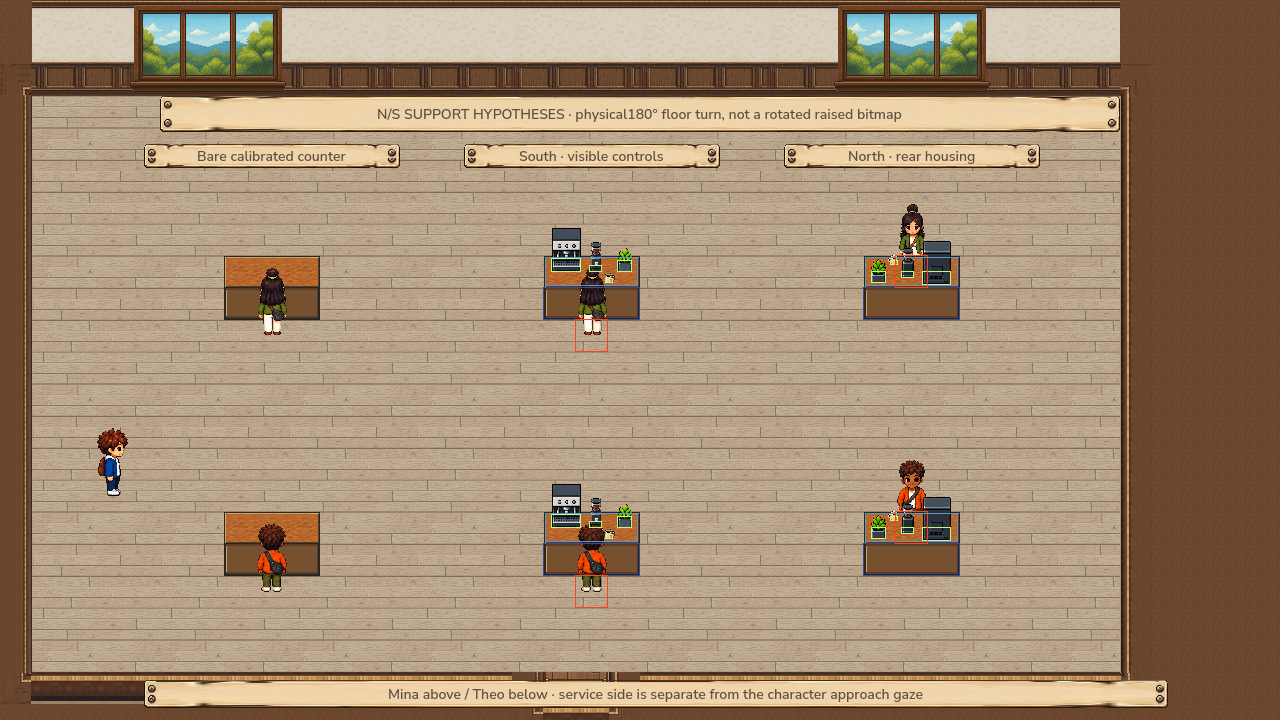 N/S SUPPORT HYPOTHESES · physical180° floor turn, not a rotated raised bitmap
Bare calibrated counter
South · visible controls
North · rear housing
Mina above / Theo below · service side is separate from the character approach gaze